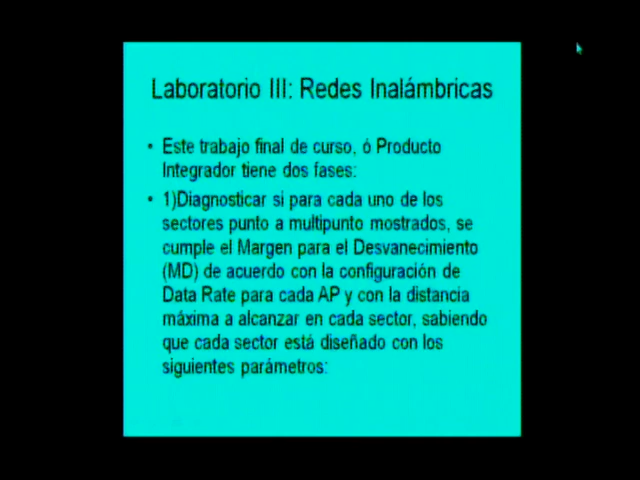 Laboratorio III: Redes Inalámbricas
• Este trabajo final de curso, ó Producto
Integrador tiene dos fases:
• 1)Diagnosticar si para cada uno de los
sectores punto a multipunto mostrados, se
cumple el Margen para el Desvanecimiento
(MD) de acuerdo con la configuración de
Data Rate para cada AP y con la distancia
máxima a alcanzar en cada sector, sabiendo
que cada sector está diseñado con los
siguientes parámetros: